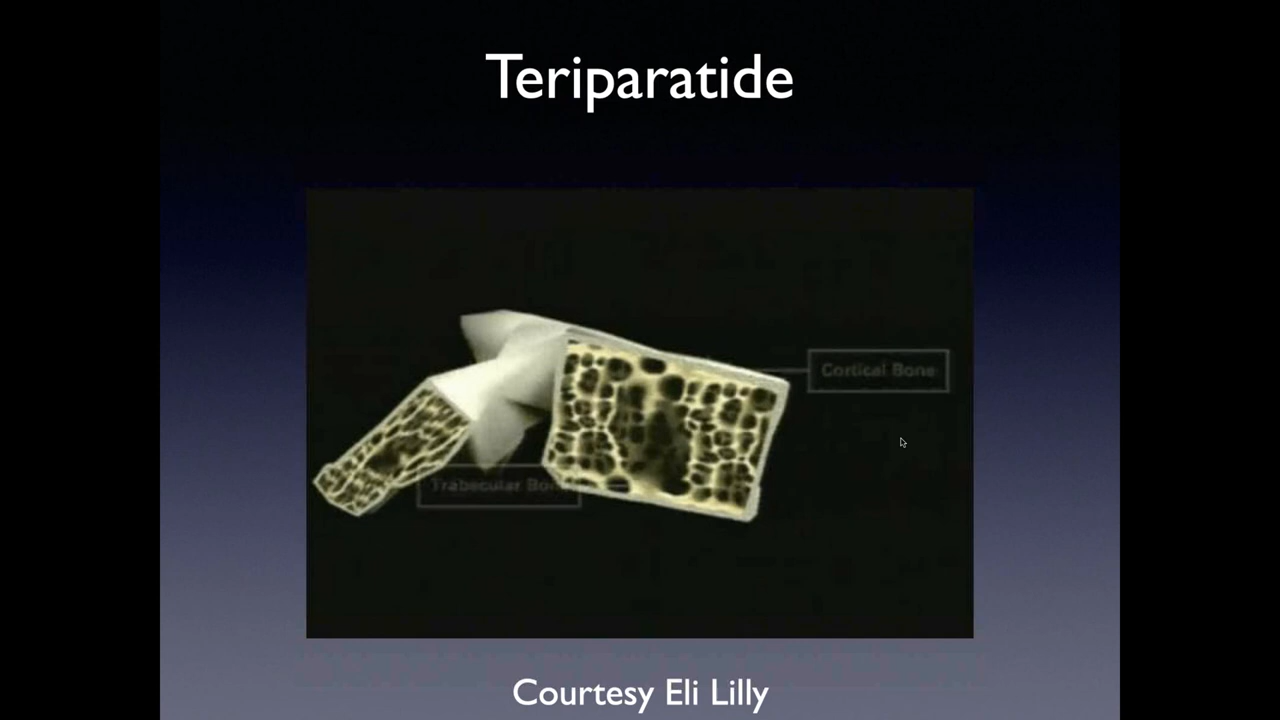 Teriparatide
Cortical Bone
Trabecular Bone
Courtesy Eli Lilly